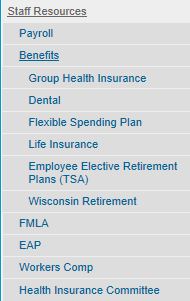 Staff Resources
Payroll
Benefits
Group Health Insurance
Dental
Flexible Spending Plan
Life Insurance
Employee Elective Retirement
Plans (TSA)
Wisconsin Retirement
FMLA
EAP
Workers Comp
Health Insurance Committee